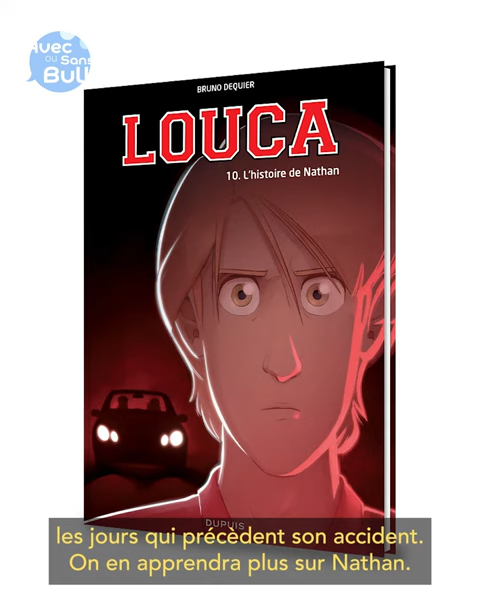 Avec
ou Sans
Bull
BRUNO DEQUIER
LOUCA
10. L'histoire de Nathan
DUPUIS
les jours qui précèdent son accident.
On en apprendra plus sur Nathan.